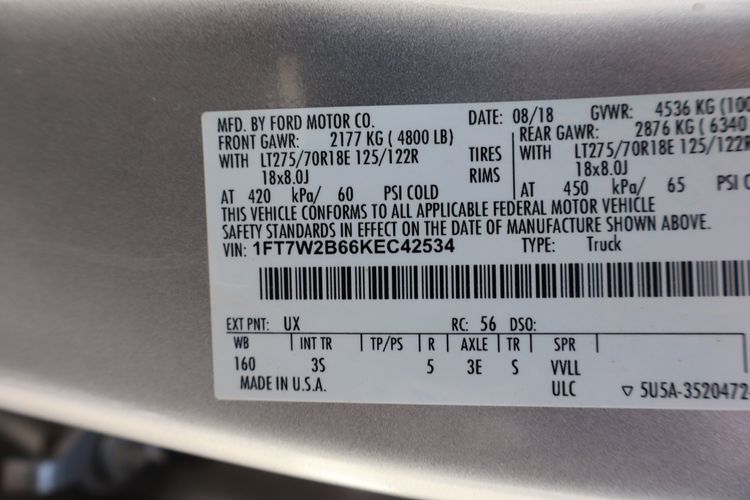 MFD. BY FORD MOTOR CO. DATE: 08/18 GVWR: 4536 KG (100
FRONT GAWR: 2177 KG ( 4800 LB) REAR GAWR: 2876 KG ( 6340
WITH LT275/70R18E 125/122R TIRES WITH LT275/70R18E 125/122R
18x8.0J RIMS 18x8.0J
AT 420 kPa/ 60 PSI COLD AT 450 kPa/ 65 PSI C
THIS VEHICLE CONFORMS TO ALL APPLICABLE FEDERAL MOTOR VEHICLE
SAFETY STANDARDS IN EFFECT ON THE DATE OF MANUFACTURE SHOWN ABOVE.
VIN: 1FT7W2B66KEC42534 TYPE: Truck
EXT PNT: UX RC: 56 DSO:
WB INT TR TP/PS R AXLE TR SPR
160 3S 5 3E S VVLL
MADE IN U.S.A. ULC ▽ 5U5A-3520472-